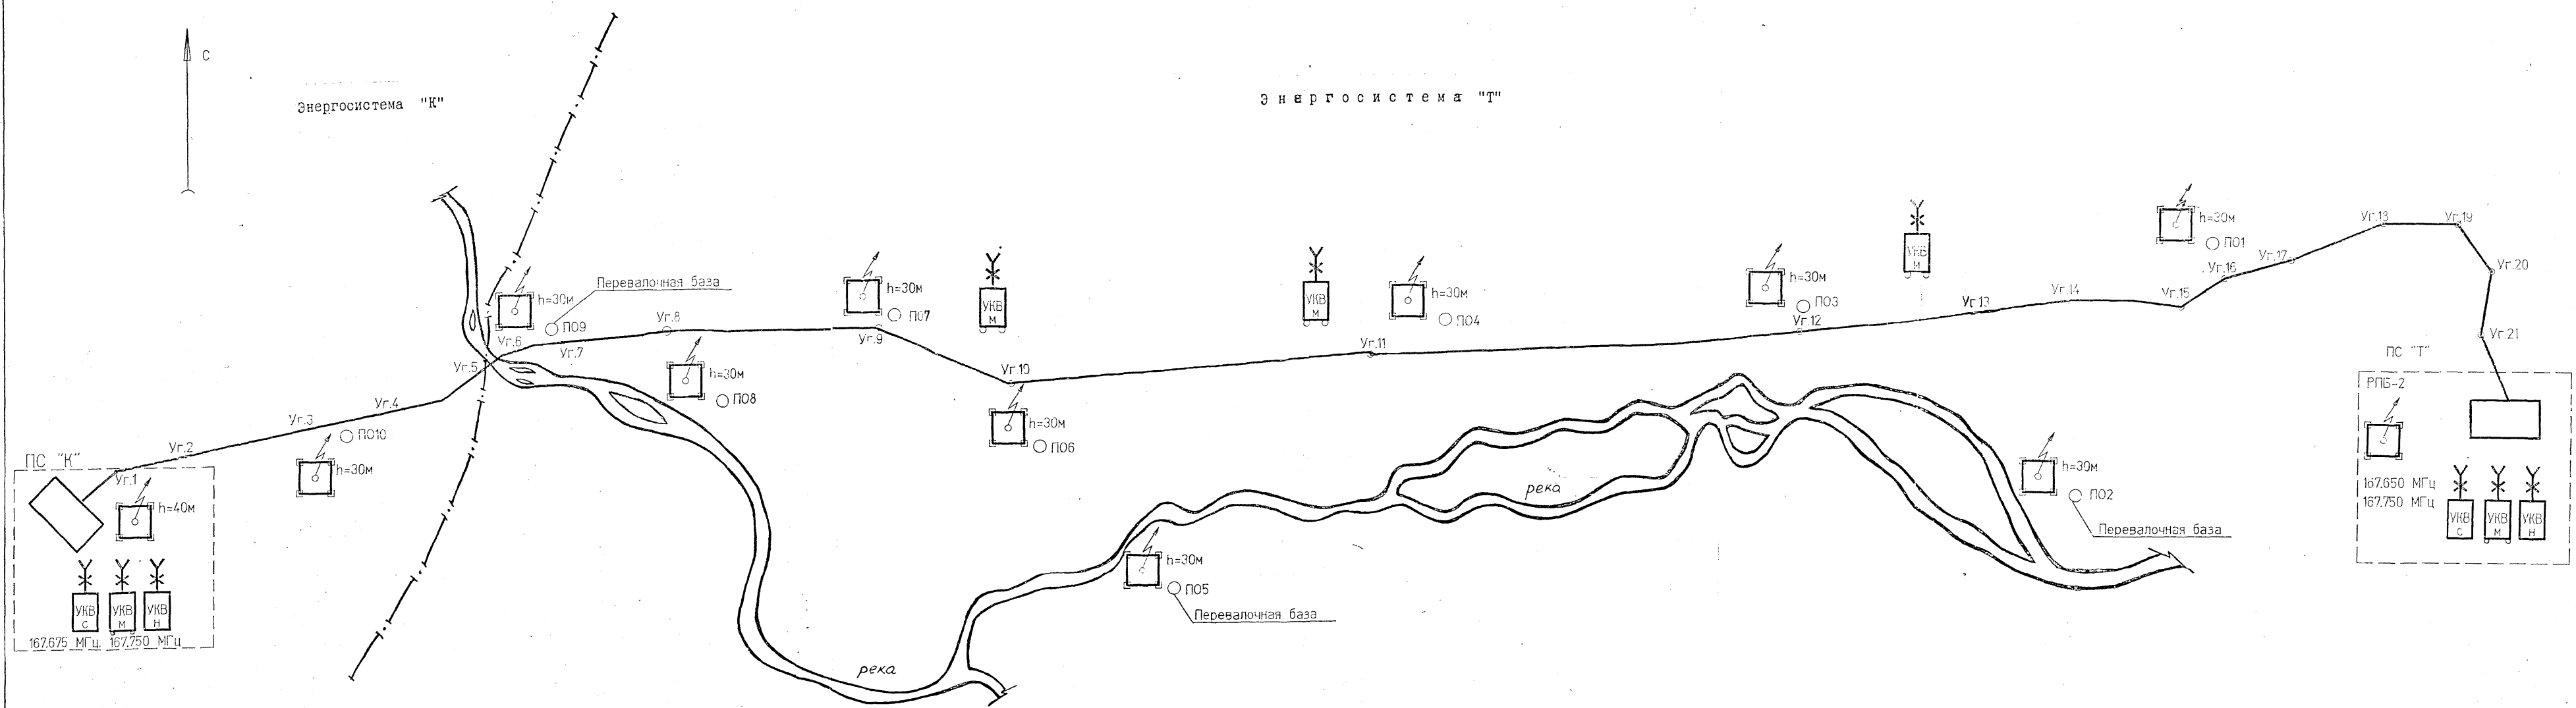 С
Энергосистема "К"
Энергосистема "Т"
h=30м
ПО1
Уг.18
Уг.19
Уг.20
Уг.21
Уг.17
Уг.16
Уг.15
Уг.14
Уг.13
Уг.12
УКВ
М
h=30м
ПО3
h=30м
ПО4
УКВ
М
Уг.11
УКВ
М
h=30м
ПО7
Уг.9
Уг.10
h=30м
ПО6
Перевалочная база
h=30м
ПО9
Уг.8
Уг.7
Уг.6
Уг.5
h=30м
ПО8
Уг.4
Уг.3
ПО10
h=30м
Уг.2
Уг.1
ПС "К"
h=40м
УКВ
С
УКВ
М
УКВ
Н
167.675 МГц, 167.750 МГц
река
река
h=30м
ПО5
Перевалочная база
h=30м
ПО2
Перевалочная база
ПС "Т"
РПБ-2
167.650 МГц
167.750 МГц
УКВ
С
УКВ
М
УКВ
Н